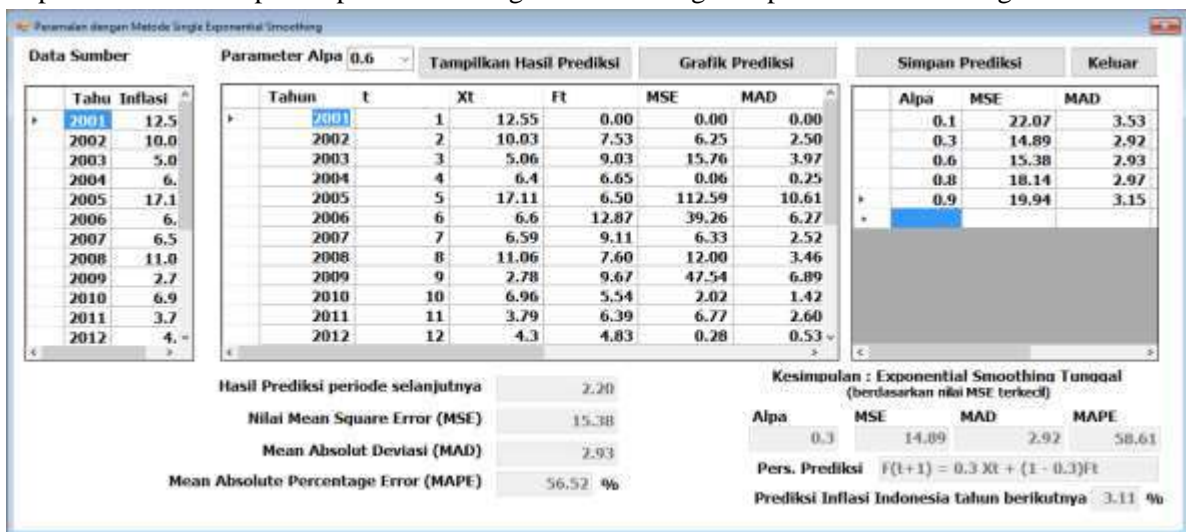 Peramalan dengan Metode Single Exponential Smoothing
Data Sumber
Parameter Alpa 0.6 Tampilkan Hasil Prediksi Grafik Prediksi Simpan Prediksi Keluar
Tahu Inflasi
2001 12.5
2002 10.0
2003 5.0
2004 6.
2005 17.1
2006 6.
2007 6.5
2008 11.0
2009 2.7
2010 6.9
2011 3.7
2012 4.
Tahun t Xt Ft MSE MAD
2001 1 12.55 0.00 0.00 0.00
2002 2 10.03 7.53 6.25 2.50
2003 3 5.06 9.03 15.76 3.97
2004 4 6.4 6.65 0.06 0.25
2005 5 17.11 6.50 112.59 10.61
2006 6 6.6 12.87 39.26 6.27
2007 7 6.59 9.11 6.33 2.52
2008 8 11.06 7.60 12.00 3.46
2009 9 2.78 9.67 47.54 6.89
2010 10 6.96 5.54 2.02 1.42
2011 11 3.79 6.39 6.77 2.60
2012 12 4.3 4.83 0.28 0.53
Alpa MSE MAD
0.1 22.07 3.53
0.3 14.89 2.92
0.6 15.38 2.93
0.8 18.14 2.97
0.9 19.94 3.15
Hasil Prediksi periode selanjutnya 2.20
Nilai Mean Square Error (MSE) 15.38
Mean Absolut Deviasi (MAD) 2.93
Mean Absolute Percentage Error (MAPE) 56.52 %
Kesimpulan : Exponential Smoothing Tunggal
(berdasarkan nilai MSE terkecil)
Alpa MSE MAD MAPE
0.3 14.89 2.92 58.61
Pers. Prediksi F(t+1) = 0.3 Xt + (1 - 0.3)Ft
Prediksi Inflasi Indonesia tahun berikutnya 3.11 %